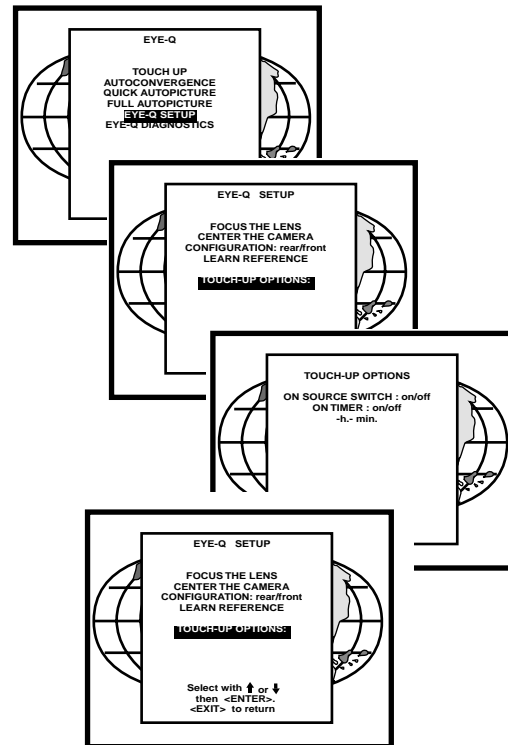 EYE-Q
TOUCH UP
AUTOCONVERGENCE
QUICK AUTOPICTURE
FULL AUTOPICTURE
EYE-Q SETUP
EYE-Q DIAGNOSTICS
EYE-Q SETUP
FOCUS THE LENS
CENTER THE CAMERA
CONFIGURATION: rear/front
LEARN REFERENCE
TOUCH-UP OPTIONS:
TOUCH-UP OPTIONS
ON SOURCE SWITCH : on/off
ON TIMER : on/off
-h.- min.
EYE-Q SETUP
FOCUS THE LENS
CENTER THE CAMERA
CONFIGURATION: rear/front
LEARN REFERENCE
TOUCH-UP OPTIONS:
Select with ⬆ or ⬇
then <ENTER>.
<EXIT> to return